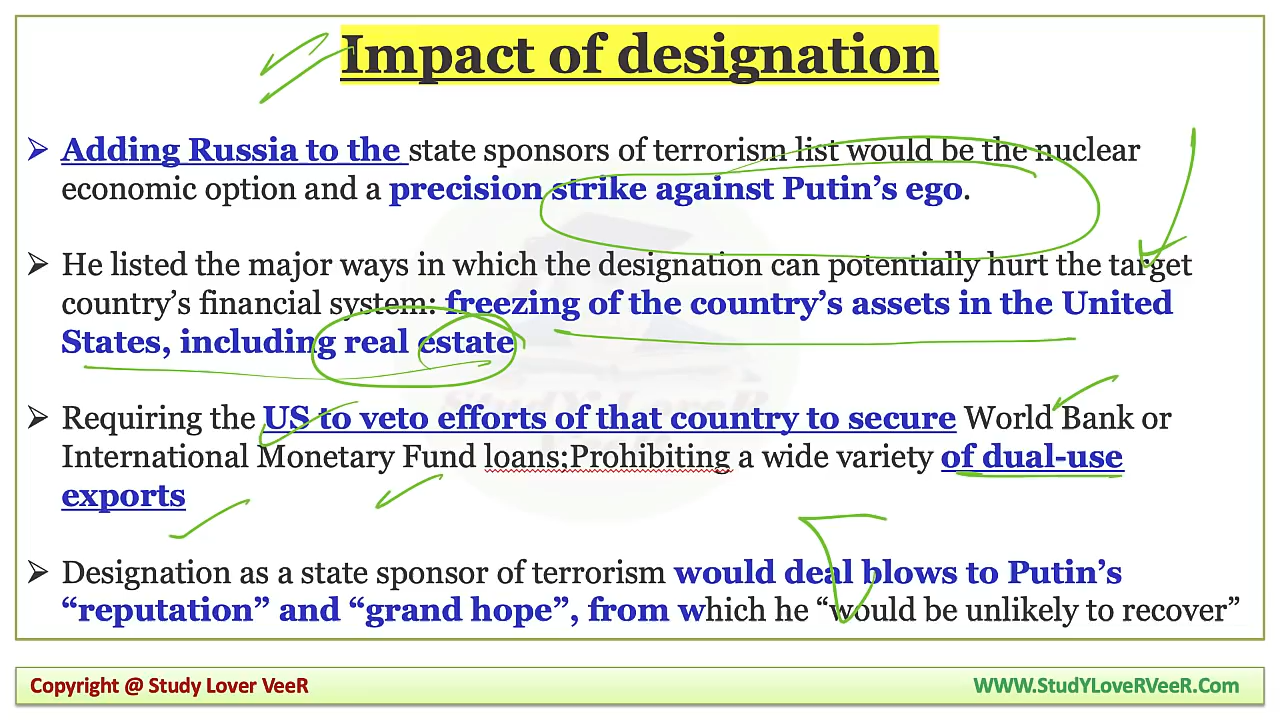 Impact of designation
Adding Russia to the state sponsors of terrorism list would be the nuclear
economic option and a precision strike against Putin’s ego.
He listed the major ways in which the designation can potentially hurt the target
country’s financial system: freezing of the country’s assets in the United
States, including real estate
Requiring the US to veto efforts of that country to secure World Bank or
International Monetary Fund loans;Prohibiting a wide variety of dual-use
exports
Designation as a state sponsor of terrorism would deal blows to Putin’s
“reputation” and “grand hope”, from which he “would be unlikely to recover”
Copyright @ Study Lover VeeR
WWW.StudYLoveRVeeR.Com